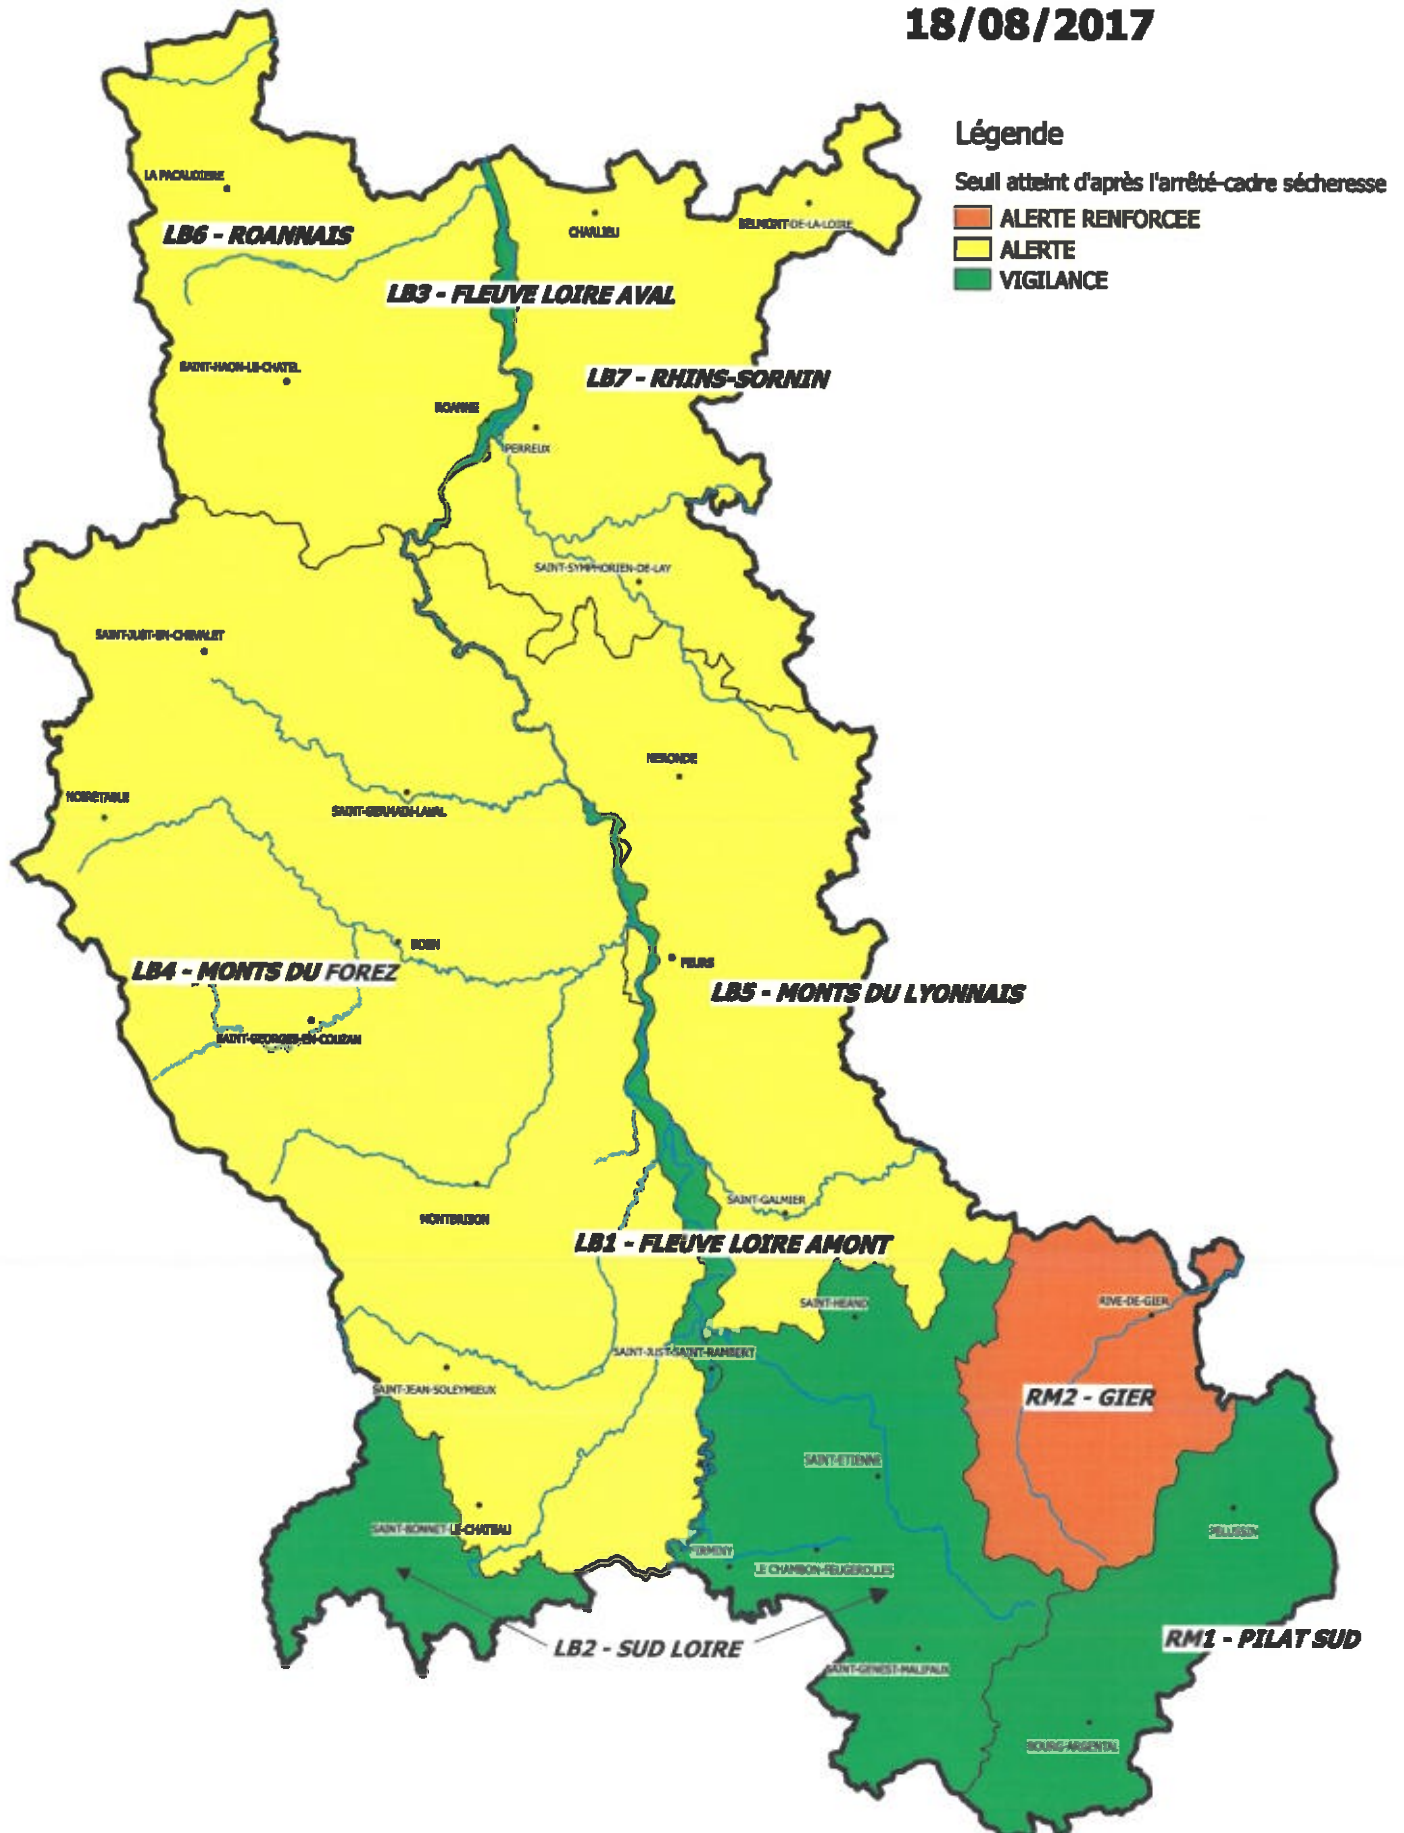 18/08/2017
Légende
Seuil atteint d'après l'arrêté-cadre sécheresse
ALERTE RENFORCEE
ALERTE
VIGILANCE
LA PACAUDIERE
LB6 - ROANNAIS
CHARLIEU
BELMONT-DE-LA-LOIRE
LB3 - FLEUVE LOIRE AVAL
SAINT-HAON-LE-CHATEL
LB7 - RHINS-SORNIN
ROANNE
PERREUX
SAINT-SYMPHORIEN-DE-LAY
SAINT-JUST-EN-CHEVALET
NERONDE
NOIRETABLE
SAINT-GERMAIN-LAVAL
BOEN
FEURS
LB4 - MONTS DU FOREZ
LB5 - MONTS DU LYONNAIS
SAINT-GEORGES-EN-COUZAN
SAINT-GALMIER
MONTBRISON
LB1 - FLEUVE LOIRE AMONT
SAINT-HEAND
RIVE-DE-GIER
SAINT-JUST-SAINT-RAMBERT
SAINT-JEAN-SOLEYMIEUX
RM2 - GIER
SAINT-ETIENNE
SAINT-BONNET-LE-CHATEAU
PELUSSIN
FIRMINY
LE CHAMBON-FEUGEROLLES
LB2 - SUD LOIRE
RM1 - PILAT SUD
SAINT-GENEST-MALIFAUX
BOURG-ARGENTAL